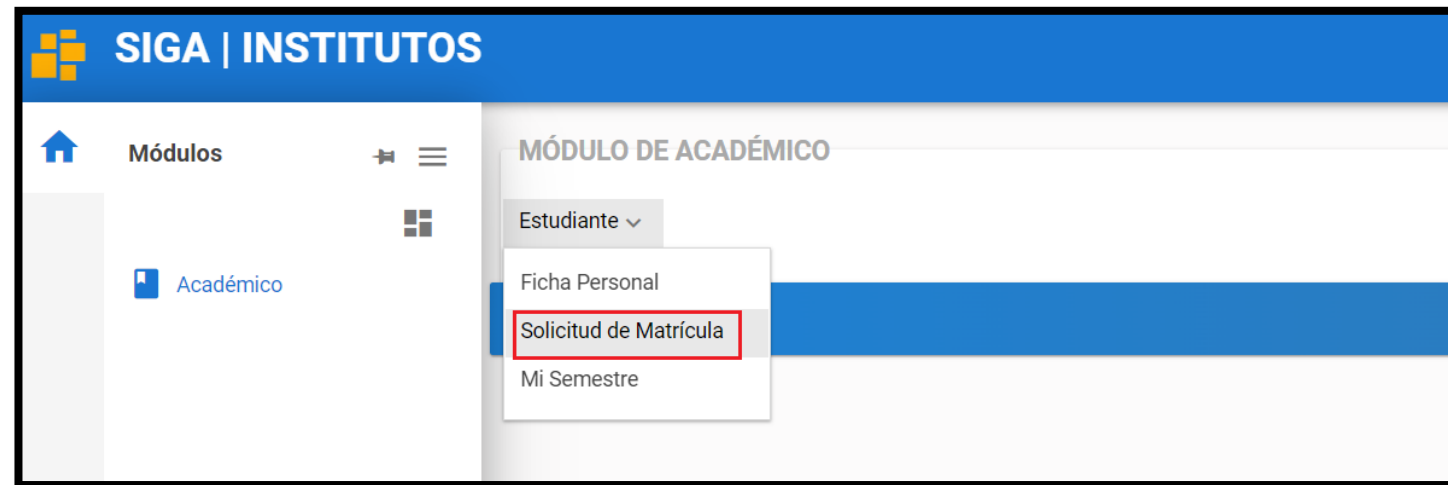 SIGA | INSTITUTOS
Módulos
MÓDULO DE ACADÉMICO
Estudiante
Académico
Ficha Personal
Solicitud de Matrícula
Mi Semestre